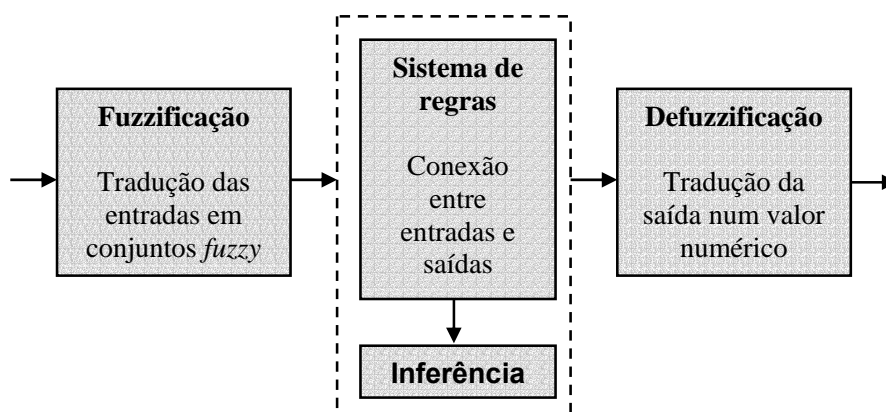 Fuzzificação
Tradução das
entradas em
conjuntos fuzzy
Sistema de
regras
Conexão
entre
entradas e
saídas
Inferência
Defuzzificação
Tradução da
saída num valor
numérico